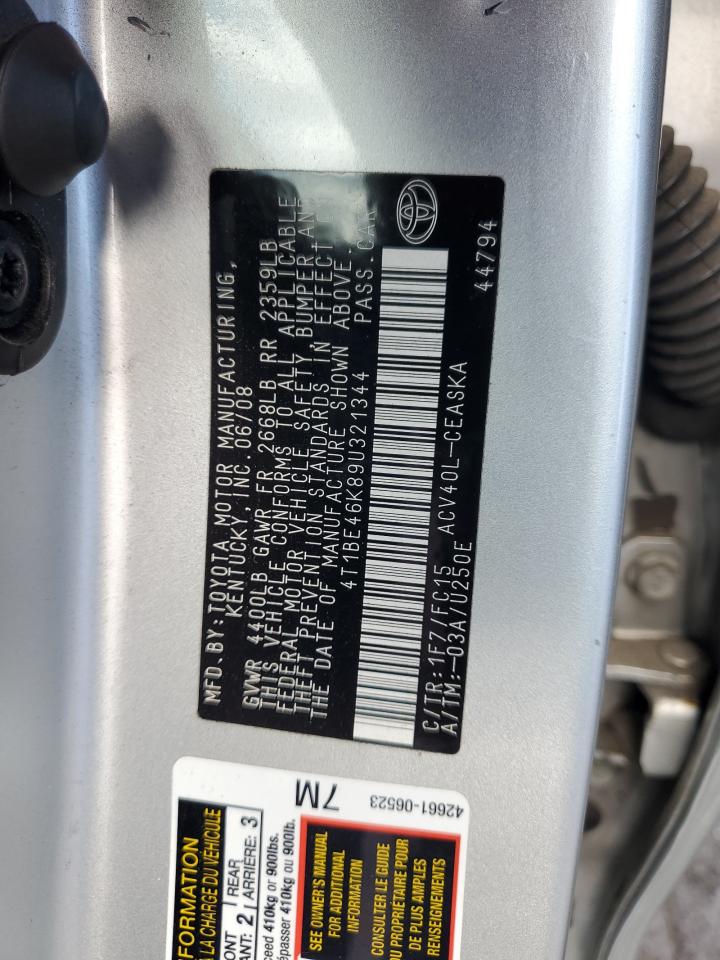 MFD. BY: TOYOTA MOTOR MANUFACTURING,
KENTUCKY, INC. 06/08
GVWR 4400LB GAWR FR 2668LB RR 2359LB
THIS VEHICLE CONFORMS TO ALL APPLICABLE
FEDERAL MOTOR VEHICLE SAFETY, BUMPER, AND
THEFT PREVENTION STANDARDS IN EFFECT ON
THE DATE OF MANUFACTURE SHOWN ABOVE.
4T1BE46K89U321344 PASS. CAR
C/TR: 1F7/FC15 ACV40L-CEASKA
A/TM: -03A/U250E 44794
7M
42661-06523
INFORMATION
LA CHARGE DU VÉHICULE
REAR
2 ARRIÈRE: 3
410kg or 900lbs.
410kg ou 900lb.
SEE OWNER'S MANUAL
FOR ADDITIONAL
INFORMATION
CONSULTER LE GUIDE
DU PROPRIÉTAIRE POUR
DE PLUS AMPLES
RENSEIGNEMENTS